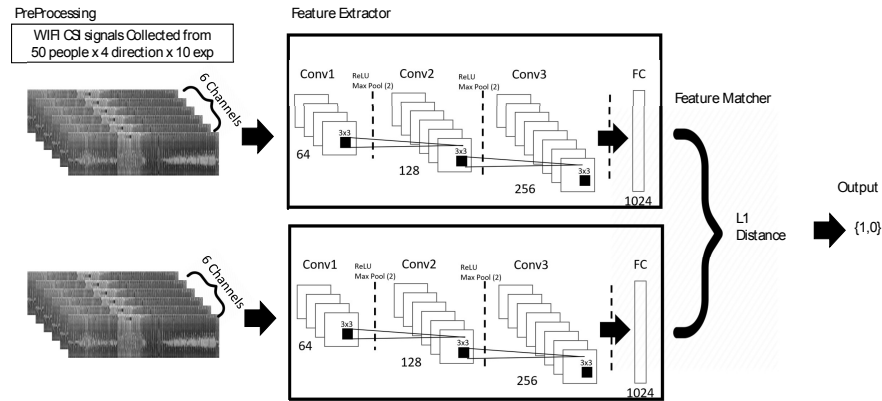 PreProcessing
WIFI CSI signals Collected from
50 people x 4 direction x 10 exp
6 Channels
Feature Extractor
Conv1
ReLU
Max Pool (2)
Conv2
ReLU
Max Pool (2)
Conv3
FC
3x3
64
3x3
128
3x3
256
1024
Feature Matcher
L1
Distance
Output
{1,0}
6 Channels
Conv1
ReLU
Max Pool (2)
Conv2
ReLU
Max Pool (2)
Conv3
FC
3x3
64
3x3
128
3x3
256
1024